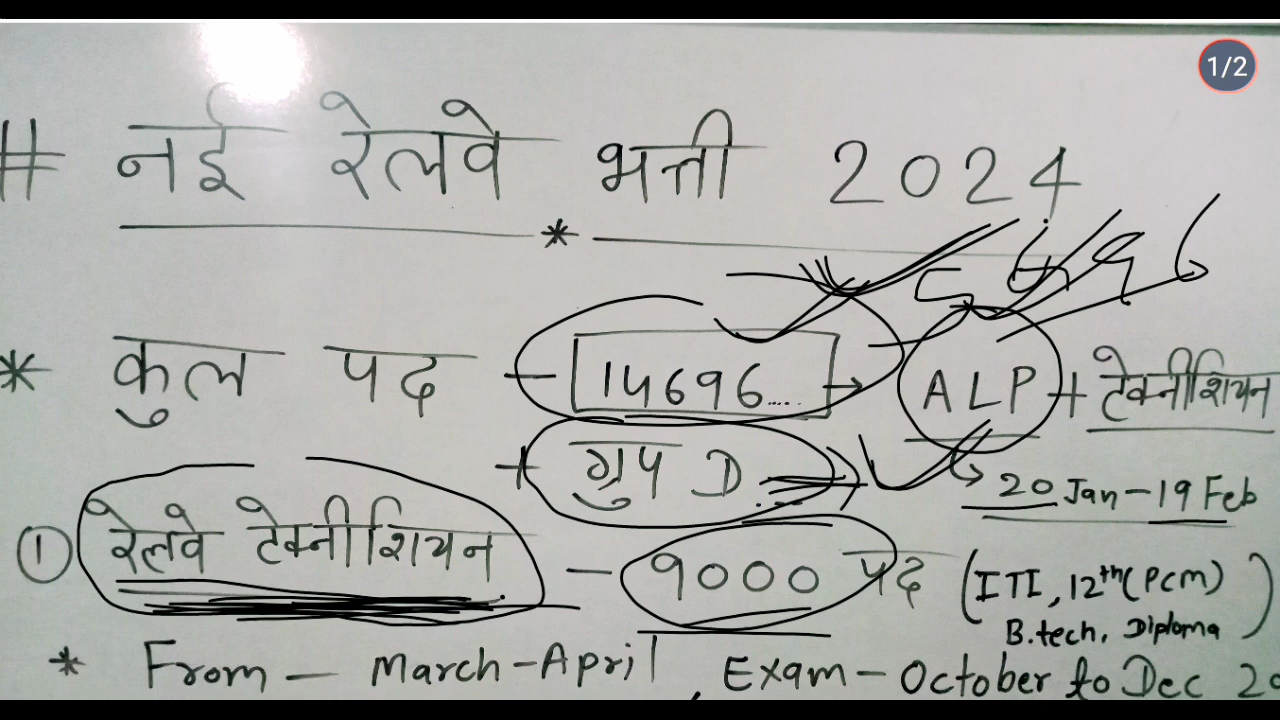 1/2
# नई रेलवे भर्त्ती 2024
*
5696
* कुल पद - 14696.... → ALP + टेक्नीशियन
+ ग्रुप D
→ 20 Jan - 19 Feb
① रेलवे टेक्नीशियन - 9000 पद (ITI, 12th (PCM)
B.tech, Diploma)
* From - March - April, Exam - October to Dec 20